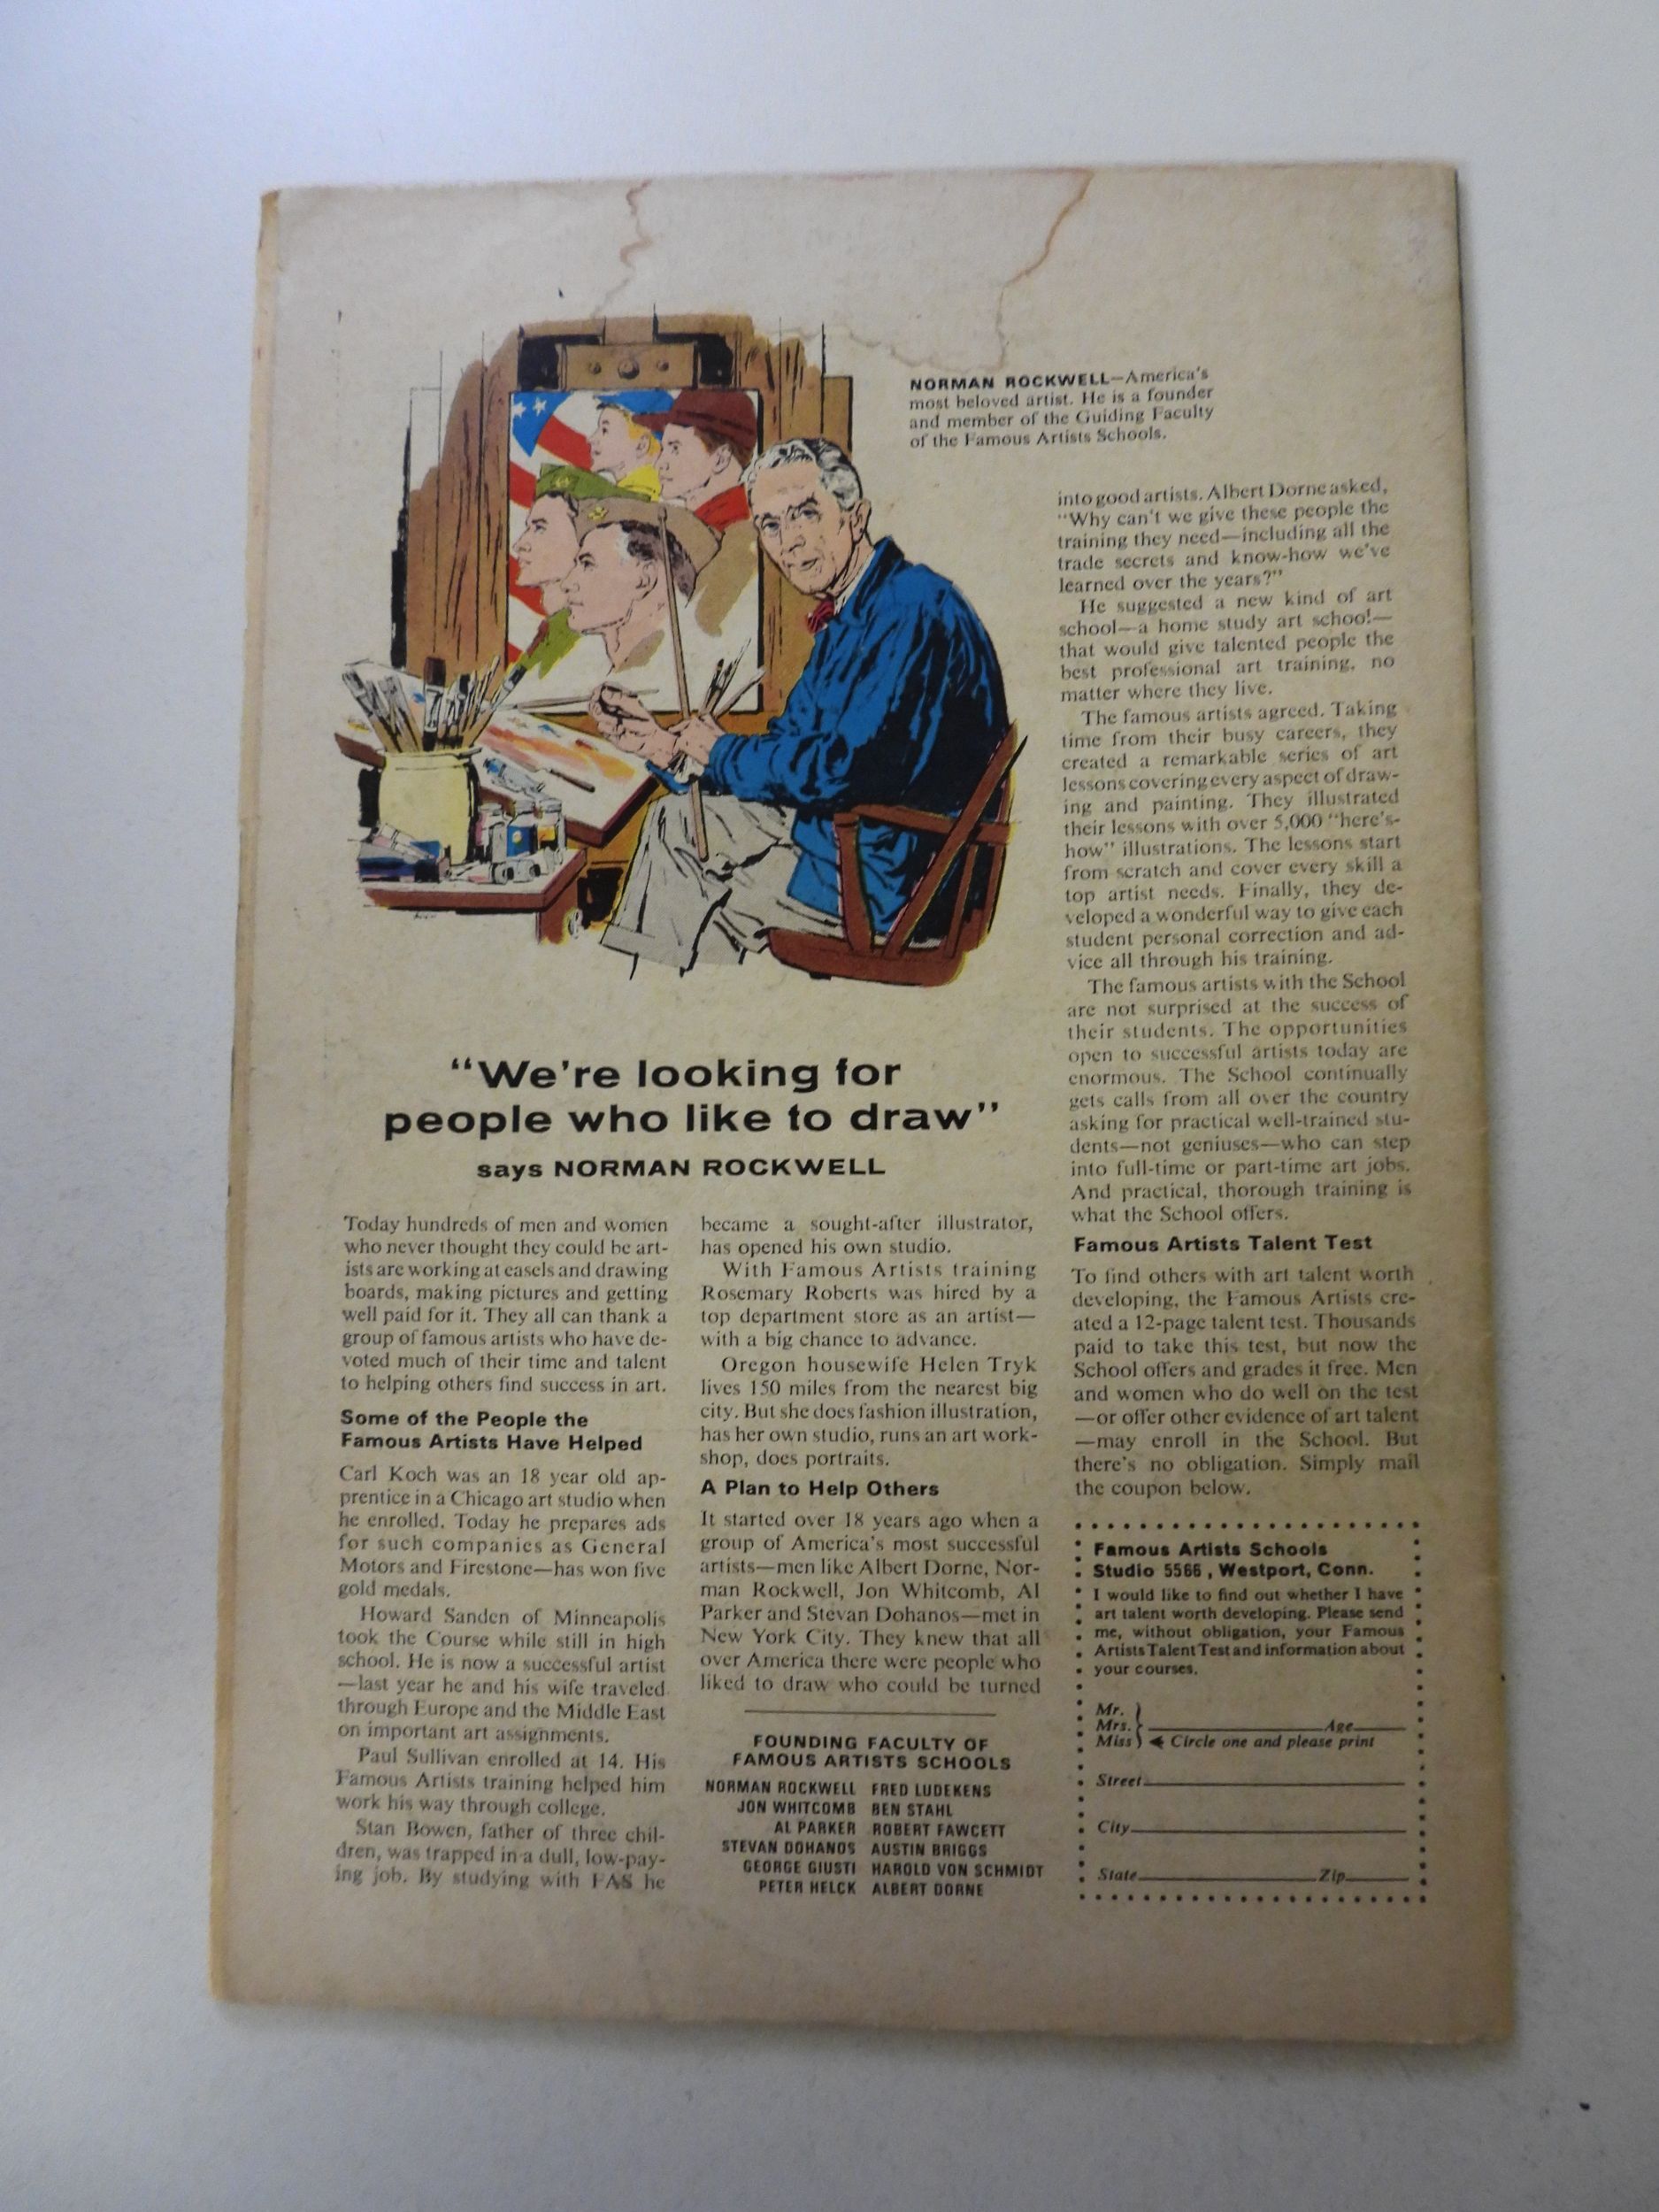 NORMAN ROCKWELL—America's
most beloved artist. He is a founder
and member of the Guiding Faculty
of the Famous Artists Schools.
"We're looking for
people who like to draw"
says NORMAN ROCKWELL
Today hundreds of men and women
who never thought they could be art-
ists are working at easels and drawing
boards, making pictures and getting
well paid for it. They all can thank a
group of famous artists who have de-
voted much of their time and talent
to helping others find success in art.
Some of the People the
Famous Artists Have Helped
Carl Koch was an 18 year old ap-
prentice in a Chicago art studio when
he enrolled. Today he prepares ads
for such companies as General
Motors and Firestone—has won five
gold medals.
Howard Sanden of Minneapolis
took the Course while still in high
school. He is now a successful artist
—last year he and his wife traveled
through Europe and the Middle East
on important art assignments.
Paul Sullivan enrolled at 14. His
Famous Artists training helped him
work his way through college.
Stan Bowen, father of three chil-
dren, was trapped in a dull, low-pay-
ing job. By studying with FAS he
became a sought-after illustrator,
has opened his own studio.
With Famous Artists training
Rosemary Roberts was hired by a
top department store as an artist—
with a big chance to advance.
Oregon housewife Helen Tryk
lives 150 miles from the nearest big
city. But she does fashion illustration,
has her own studio, runs an art work-
shop, does portraits.
A Plan to Help Others
It started over 18 years ago when a
group of America's most successful
artists—men like Albert Dorne, Nor-
man Rockwell, Jon Whitcomb, Al
Parker and Stevan Dohanos—met in
New York City. They knew that all
over America there were people who
liked to draw who could be turned
FOUNDING FACULTY OF
FAMOUS ARTISTS SCHOOLS
NORMAN ROCKWELL FRED LUDEKENS
JON WHITCOMB BEN STAHL
AL PARKER ROBERT FAWCETT
STEVAN DOHANOS AUSTIN BRIGGS
GEORGE GIUSTI HAROLD VON SCHMIDT
PETER HELCK ALBERT DORNE
into good artists. Albert Dorne asked,
"Why can't we give these people the
training they need—including all the
trade secrets and know-how we've
learned over the years?"
He suggested a new kind of art
school—a home study art school—
that would give talented people the
best professional art training, no
matter where they live.
The famous artists agreed. Taking
time from their busy careers, they
created a remarkable series of art
lessons covering every aspect of draw-
ing and painting. They illustrated
their lessons with over 5,000 "here's-
how" illustrations. The lessons start
from scratch and cover every skill a
top artist needs. Finally, they de-
veloped a wonderful way to give each
student personal correction and ad-
vice all through his training.
The famous artists with the School
are not surprised at the success of
their students. The opportunities
open to successful artists today are
enormous. The School continually
gets calls from all over the country
asking for practical well-trained stu-
dents—not geniuses—who can step
into full-time or part-time art jobs.
And practical, thorough training is
what the School offers.
Famous Artists Talent Test
To find others with art talent worth
developing, the Famous Artists cre-
ated a 12-page talent test. Thousands
paid to take this test, but now the
School offers and grades it free. Men
and women who do well on the test
—or offer other evidence of art talent
—may enroll in the School. But
there's no obligation. Simply mail
the coupon below.
Famous Artists Schools
Studio 5566, Westport, Conn.
I would like to find out whether I have
art talent worth developing. Please send
me, without obligation, your Famous
Artists Talent Test and information about
your courses.
Mr.
Mrs. Age
Miss Circle one and please print
Street
City
State Zip